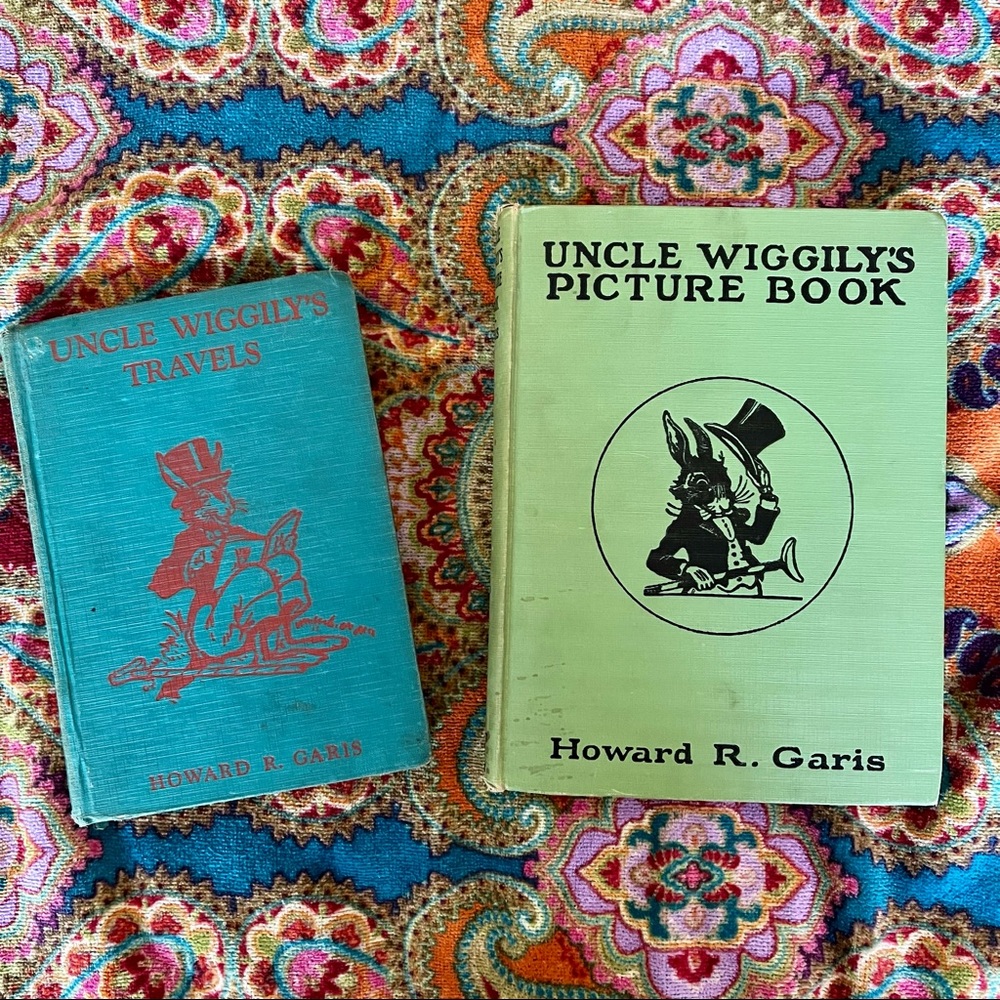 UNCLE WIGGILY'S
TRAVELS
HOWARD R. GARIS
UNCLE WIGGILY'S
PICTURE BOOK
Howard R. Garis